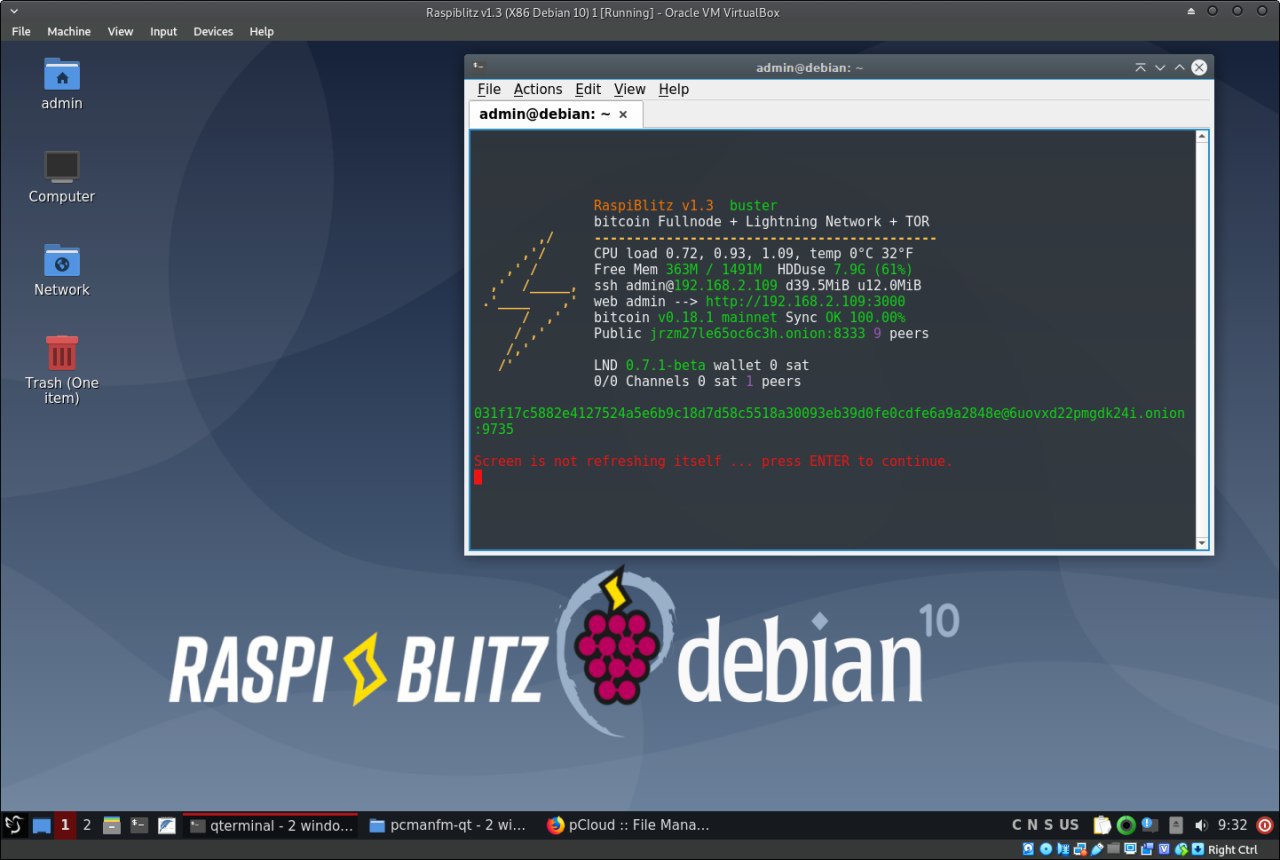 Raspiblitz v1.3 (X86 Debian 10) 1 [Running] - Oracle VM VirtualBox
File Machine View Input Devices Help
admin
Computer
Network
Trash (One
item)
admin@debian: ~
File Actions Edit View Help
admin@debian: ~ ×
RaspiBlitz v1.3 buster
bitcoin Fullnode + Lightning Network + TOR
-------------------------------------------
CPU load 0.72, 0.93, 1.09, temp 0°C 32°F
Free Mem 363M / 1491M HDDuse 7.9G (61%)
ssh admin@192.168.2.109 d39.5MiB u12.0MiB
web admin --> http://192.168.2.109:3000
bitcoin v0.18.1 mainnet Sync OK 100.00%
Public jrzm27le65oc6c3h.onion:8333 9 peers
LND 0.7.1-beta wallet 0 sat
0/0 Channels 0 sat 1 peers
031f17c5882e4127524a5e6b9c18d7d58c5518a30093eb39d0fe0cdfe6a9a2848e@6uovxd22pmgdk24i.onion
:9735
Screen is not refreshing itself ... press ENTER to continue.
RASPI BLITZ
debian 10
1 2 qterminal - 2 windo... pcmanfm-qt - 2 wi... pCloud :: File Mana... C N S US 9:32
Right Ctrl